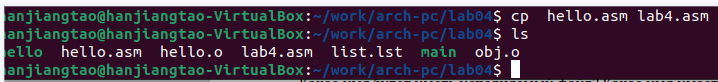 hanjiangtao@hanjiangtao-VirtualBox:~/work/arch-pc/lab04$ cp  hello.asm lab4.asm
hanjiangtao@hanjiangtao-VirtualBox:~/work/arch-pc/lab04$ ls
hello  hello.asm  hello.o  lab4.asm  list.lst  main  obj.o
hanjiangtao@hanjiangtao-VirtualBox:~/work/arch-pc/lab04$